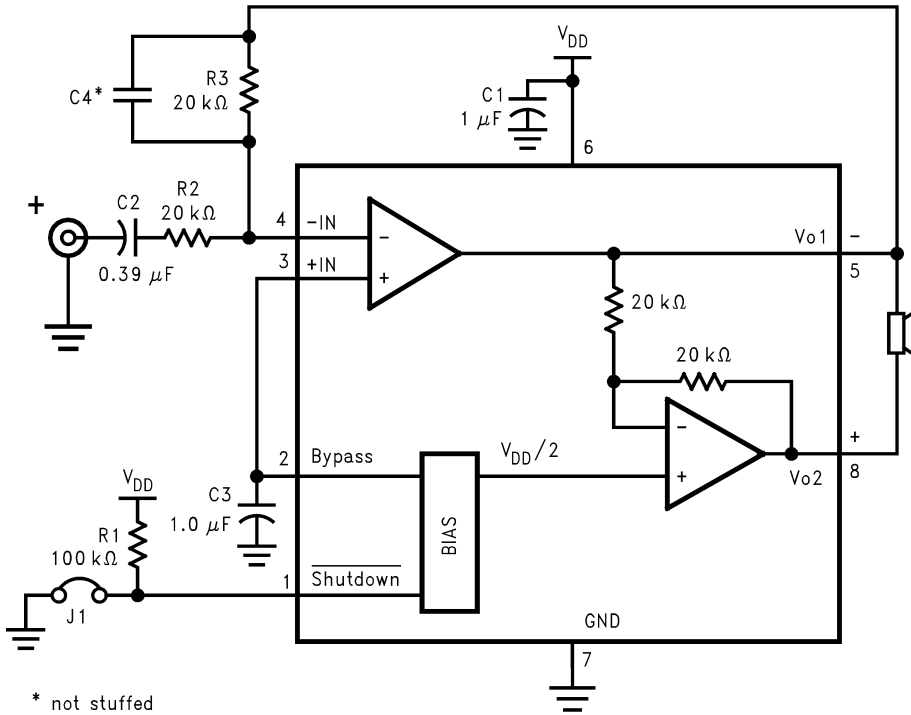 V_DD
R3
20 kΩ
C4*
C1
1 μF
6
+
C2
0.39 μF
R2
20 kΩ
4
-IN
3
+IN
-
+
Vo1
-
5
20 kΩ
20 kΩ
-
+
V_DD/2
+
8
Vo2
2
Bypass
C3
1.0 μF
BIAS
V_DD
R1
100 kΩ
1
Shutdown
J1
GND
7
* not stuffed